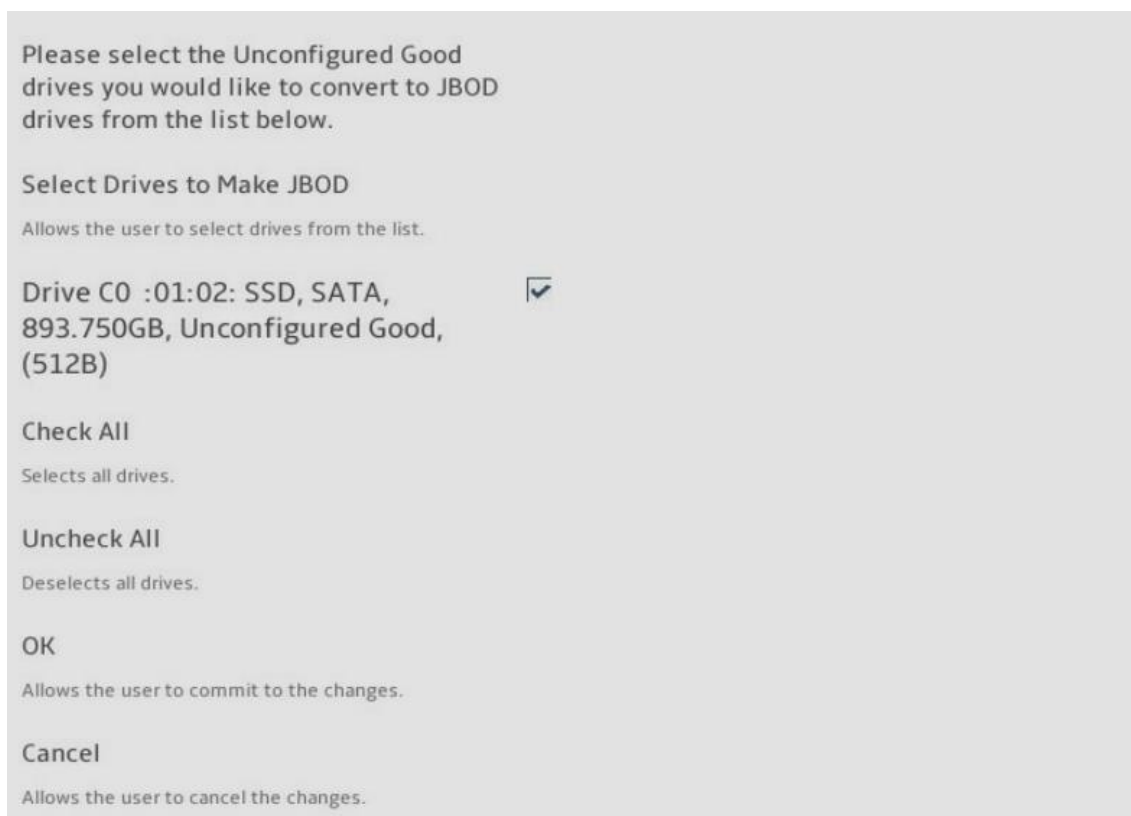 Please select the Unconfigured Good
drives you would like to convert to JBOD
drives from the list below.
Select Drives to Make JBOD
Allows the user to select drives from the list.
Drive C0 :01:02: SSD, SATA,
893.750GB, Unconfigured Good,
(512B)
Check All
Selects all drives.
Uncheck All
Deselects all drives.
OK
Allows the user to commit to the changes.
Cancel
Allows the user to cancel the changes.